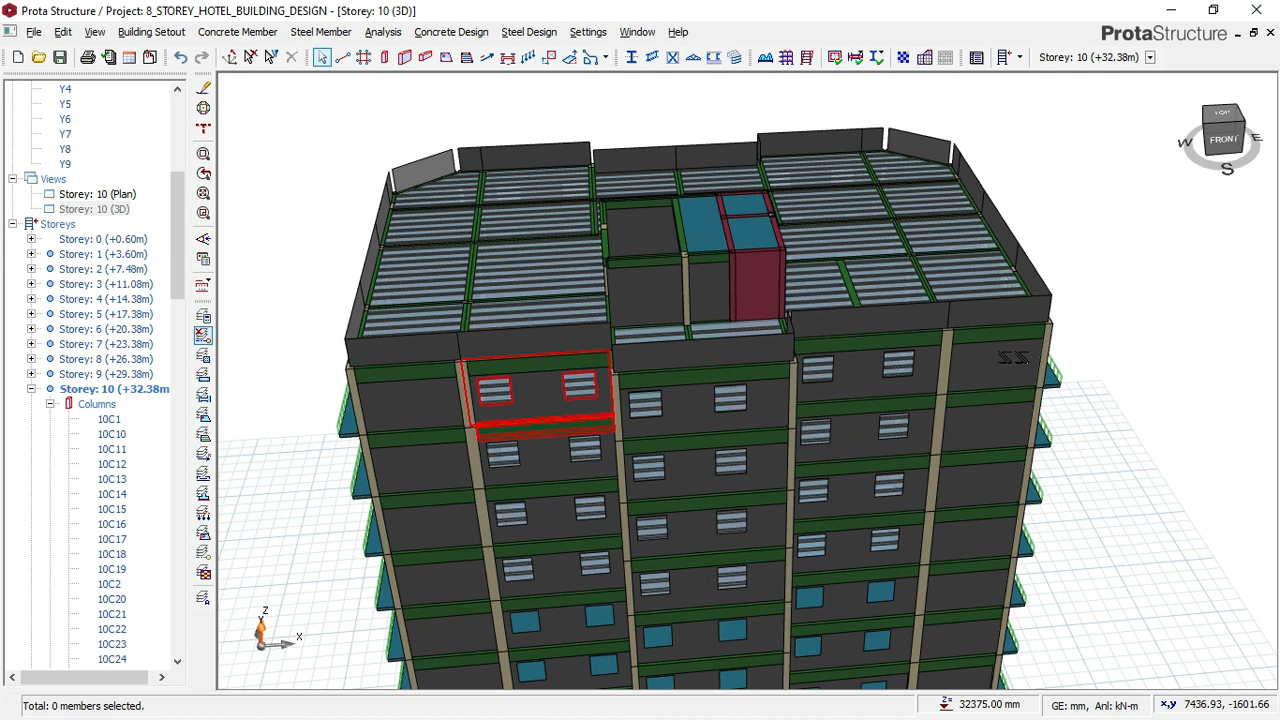 Prota Structure / Project: 8_STOREY_HOTEL_BUILDING_DESIGN - [Storey: 10 (3D)]
File Edit View Building Setout Concrete Member Steel Member Analysis Concrete Design Steel Design Settings Window Help
ProtaStructure
Storey: 10 (+32.38m)
Y4
Y5
Y6
Y7
Y8
Y9
Views
Storey: 10 (Plan)
Storey: 10 (3D)
Storeys
Storey: 0 (+0.60m)
Storey: 1 (+3.60m)
Storey: 2 (+7.48m)
Storey: 3 (+11.08m)
Storey: 4 (+14.38m)
Storey: 5 (+17.38m)
Storey: 6 (+20.38m)
Storey: 7 (+23.38m)
Storey: 8 (+26.38m)
Storey: 9 (+29.38m)
Storey: 10 (+32.38m
Columns
10C1
10C10
10C11
10C12
10C13
10C14
10C15
10C16
10C17
10C18
10C19
10C2
10C20
10C21
10C22
10C23
10C24
TOP
W FRONT E
S
Z
Y
X
Total: 0 members selected.
Z= 32375.00 mm
GE: mm, Anl: kN-m
x,y 7436.93, -1601.66